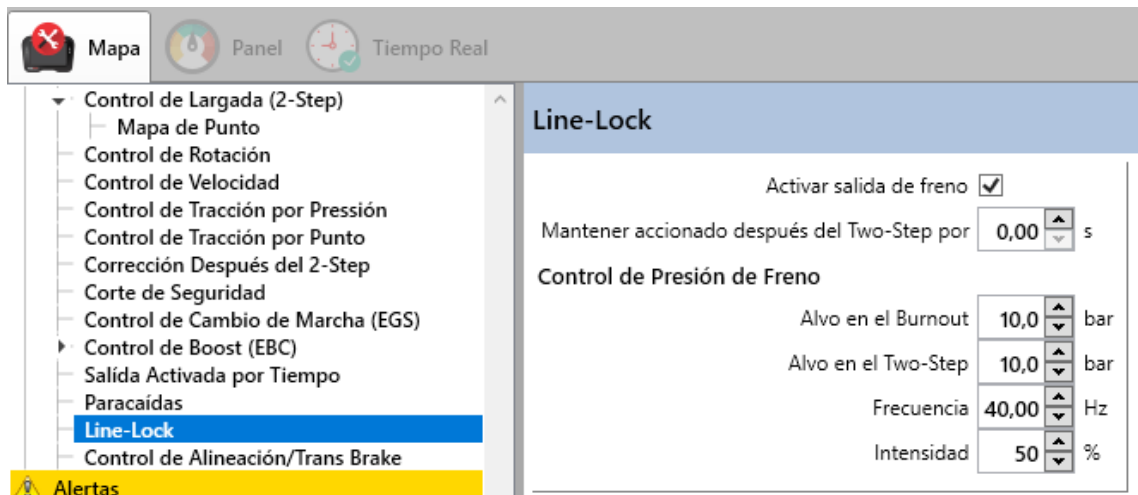 Mapa
Panel
Tiempo Real
Control de Largada (2-Step)
Mapa de Punto
Control de Rotación
Control de Velocidad
Control de Tracción por Pressión
Control de Tracción por Punto
Corrección Después del 2-Step
Corte de Seguridad
Control de Cambio de Marcha (EGS)
Control de Boost (EBC)
Salída Activada por Tiempo
Paracaídas
Line-Lock
Control de Alineación/Trans Brake
Alertas
Line-Lock
Activar salida de freno
Mantener accionado después del Two-Step por 0,00 s
Control de Presión de Freno
Alvo en el Burnout 10,0 bar
Alvo en el Two-Step 10,0 bar
Frecuencia 40,00 Hz
Intensidad 50 %